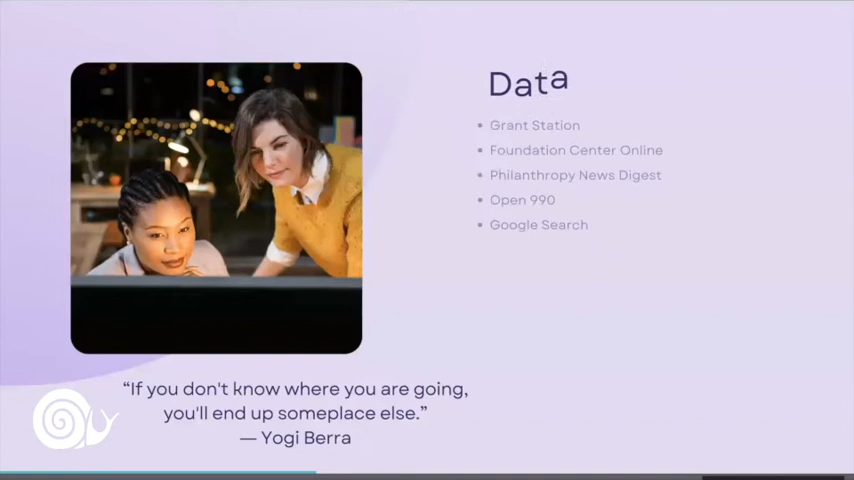 Data
• Grant Station
• Foundation Center Online
• Philanthropy News Digest
• Open 990
• Google Search
“If you don't know where you are going,
you'll end up someplace else.”
— Yogi Berra